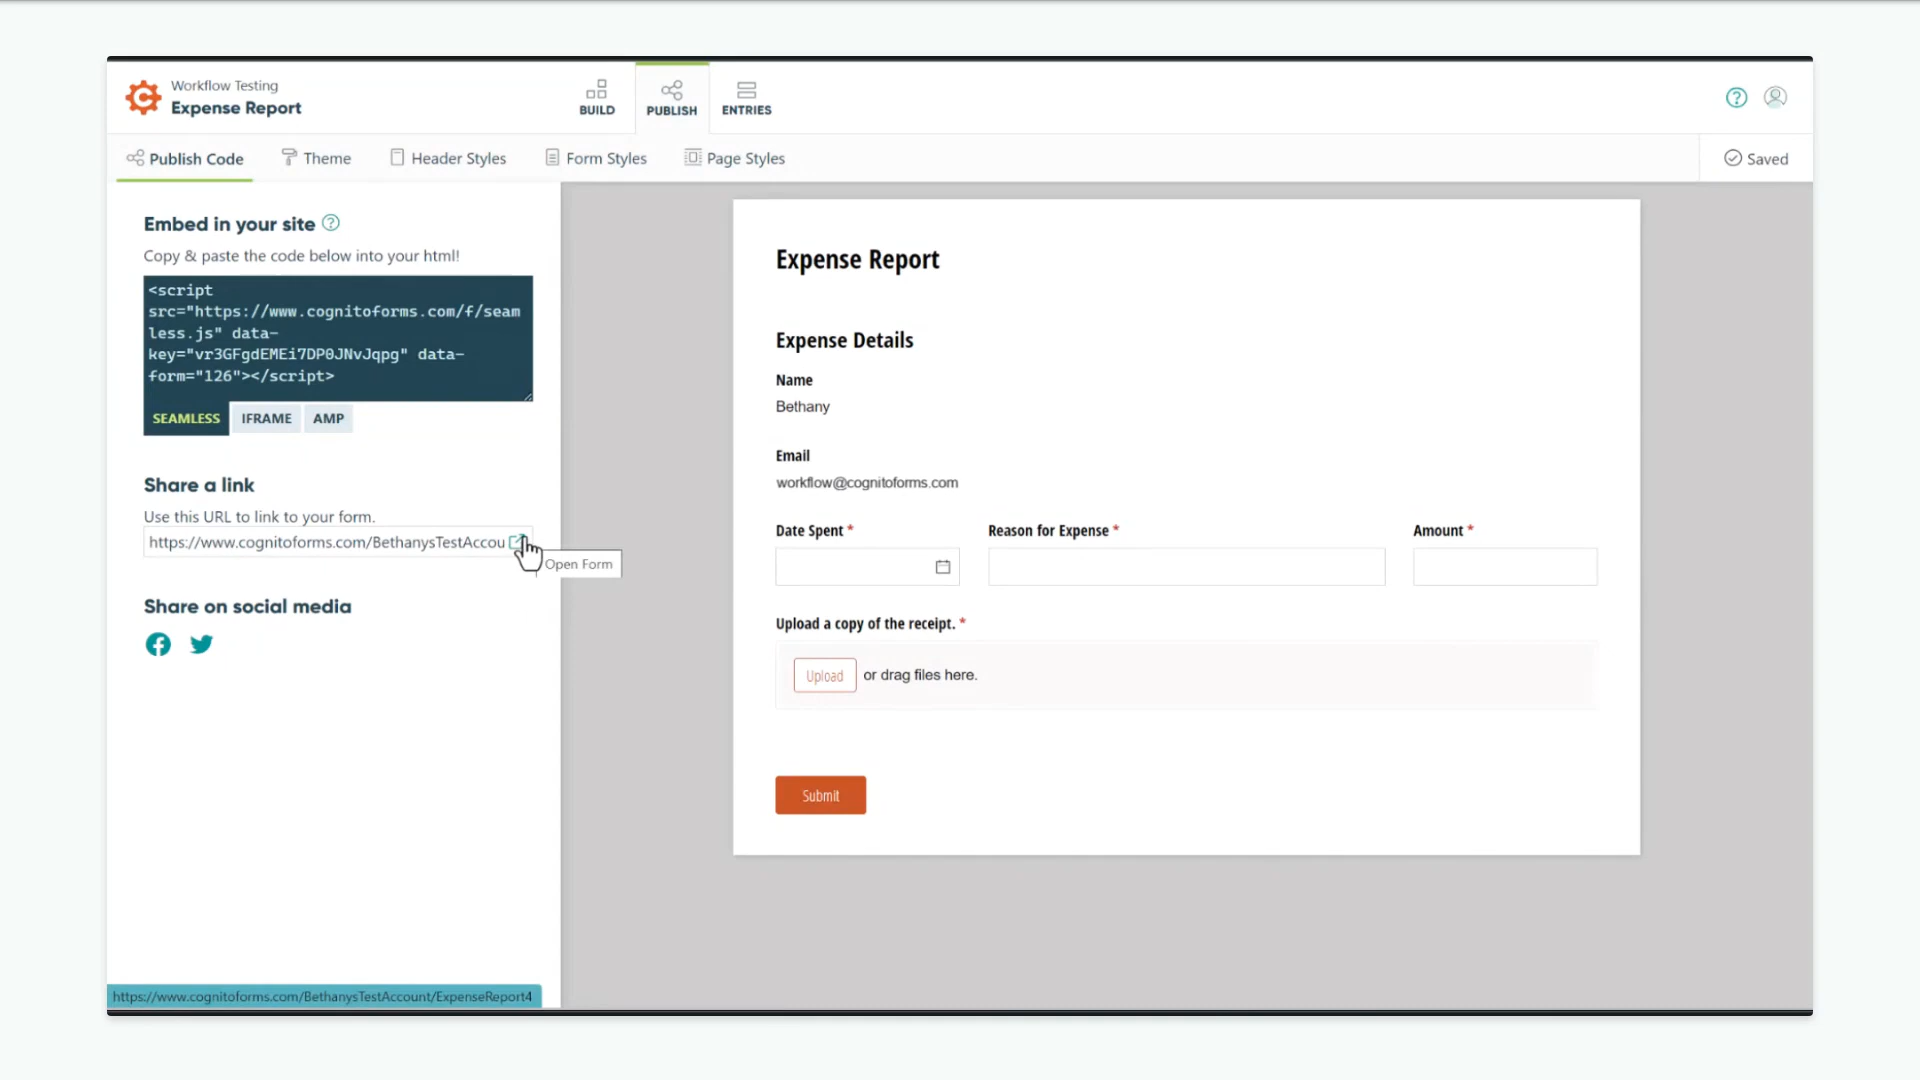 Workflow Testing
Expense Report
BUILD
PUBLISH
ENTRIES
Publish Code
Theme
Header Styles
Form Styles
Page Styles
Saved
Embed in your site
Copy & paste the code below into your html!
<script
src="https://www.cognitoforms.com/f/seam
less.js" data-
key="vr3GFgdEMEi7DP0JNvJqpg" data-
form="126"></script>
SEAMLESS
IFRAME
AMP
Share a link
Use this URL to link to your form.
https://www.cognitoforms.com/BethanysTestAccou
Open Form
Share on social media
https://www.cognitoforms.com/BethanysTestAccount/ExpenseReport4
Expense Report
Expense Details
Name
Bethany
Email
workflow@cognitoforms.com
Date Spent *
Reason for Expense *
Amount *
Upload a copy of the receipt. *
Upload or drag files here.
Submit